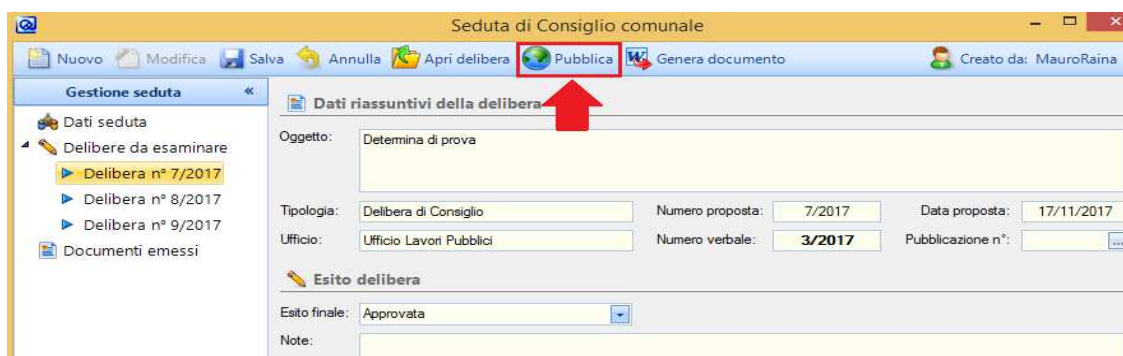 Seduta di Consiglio comunale
Nuovo Modifica Salva Annulla Apri delibera Pubblica Genera documento Creato da: MauroRaina
Gestione seduta «
Dati seduta
Delibere da esaminare
Delibera n° 7/2017
Delibera n° 8/2017
Delibera n° 9/2017
Documenti emessi
Dati riassuntivi della delibera
Oggetto: Determina di prova
Tipologia: Delibera di Consiglio Numero proposta: 7/2017 Data proposta: 17/11/2017
Ufficio: Ufficio Lavori Pubblici Numero verbale: 3/2017 Pubblicazione n°: ...
Esito delibera
Esito finale: Approvata
Note: